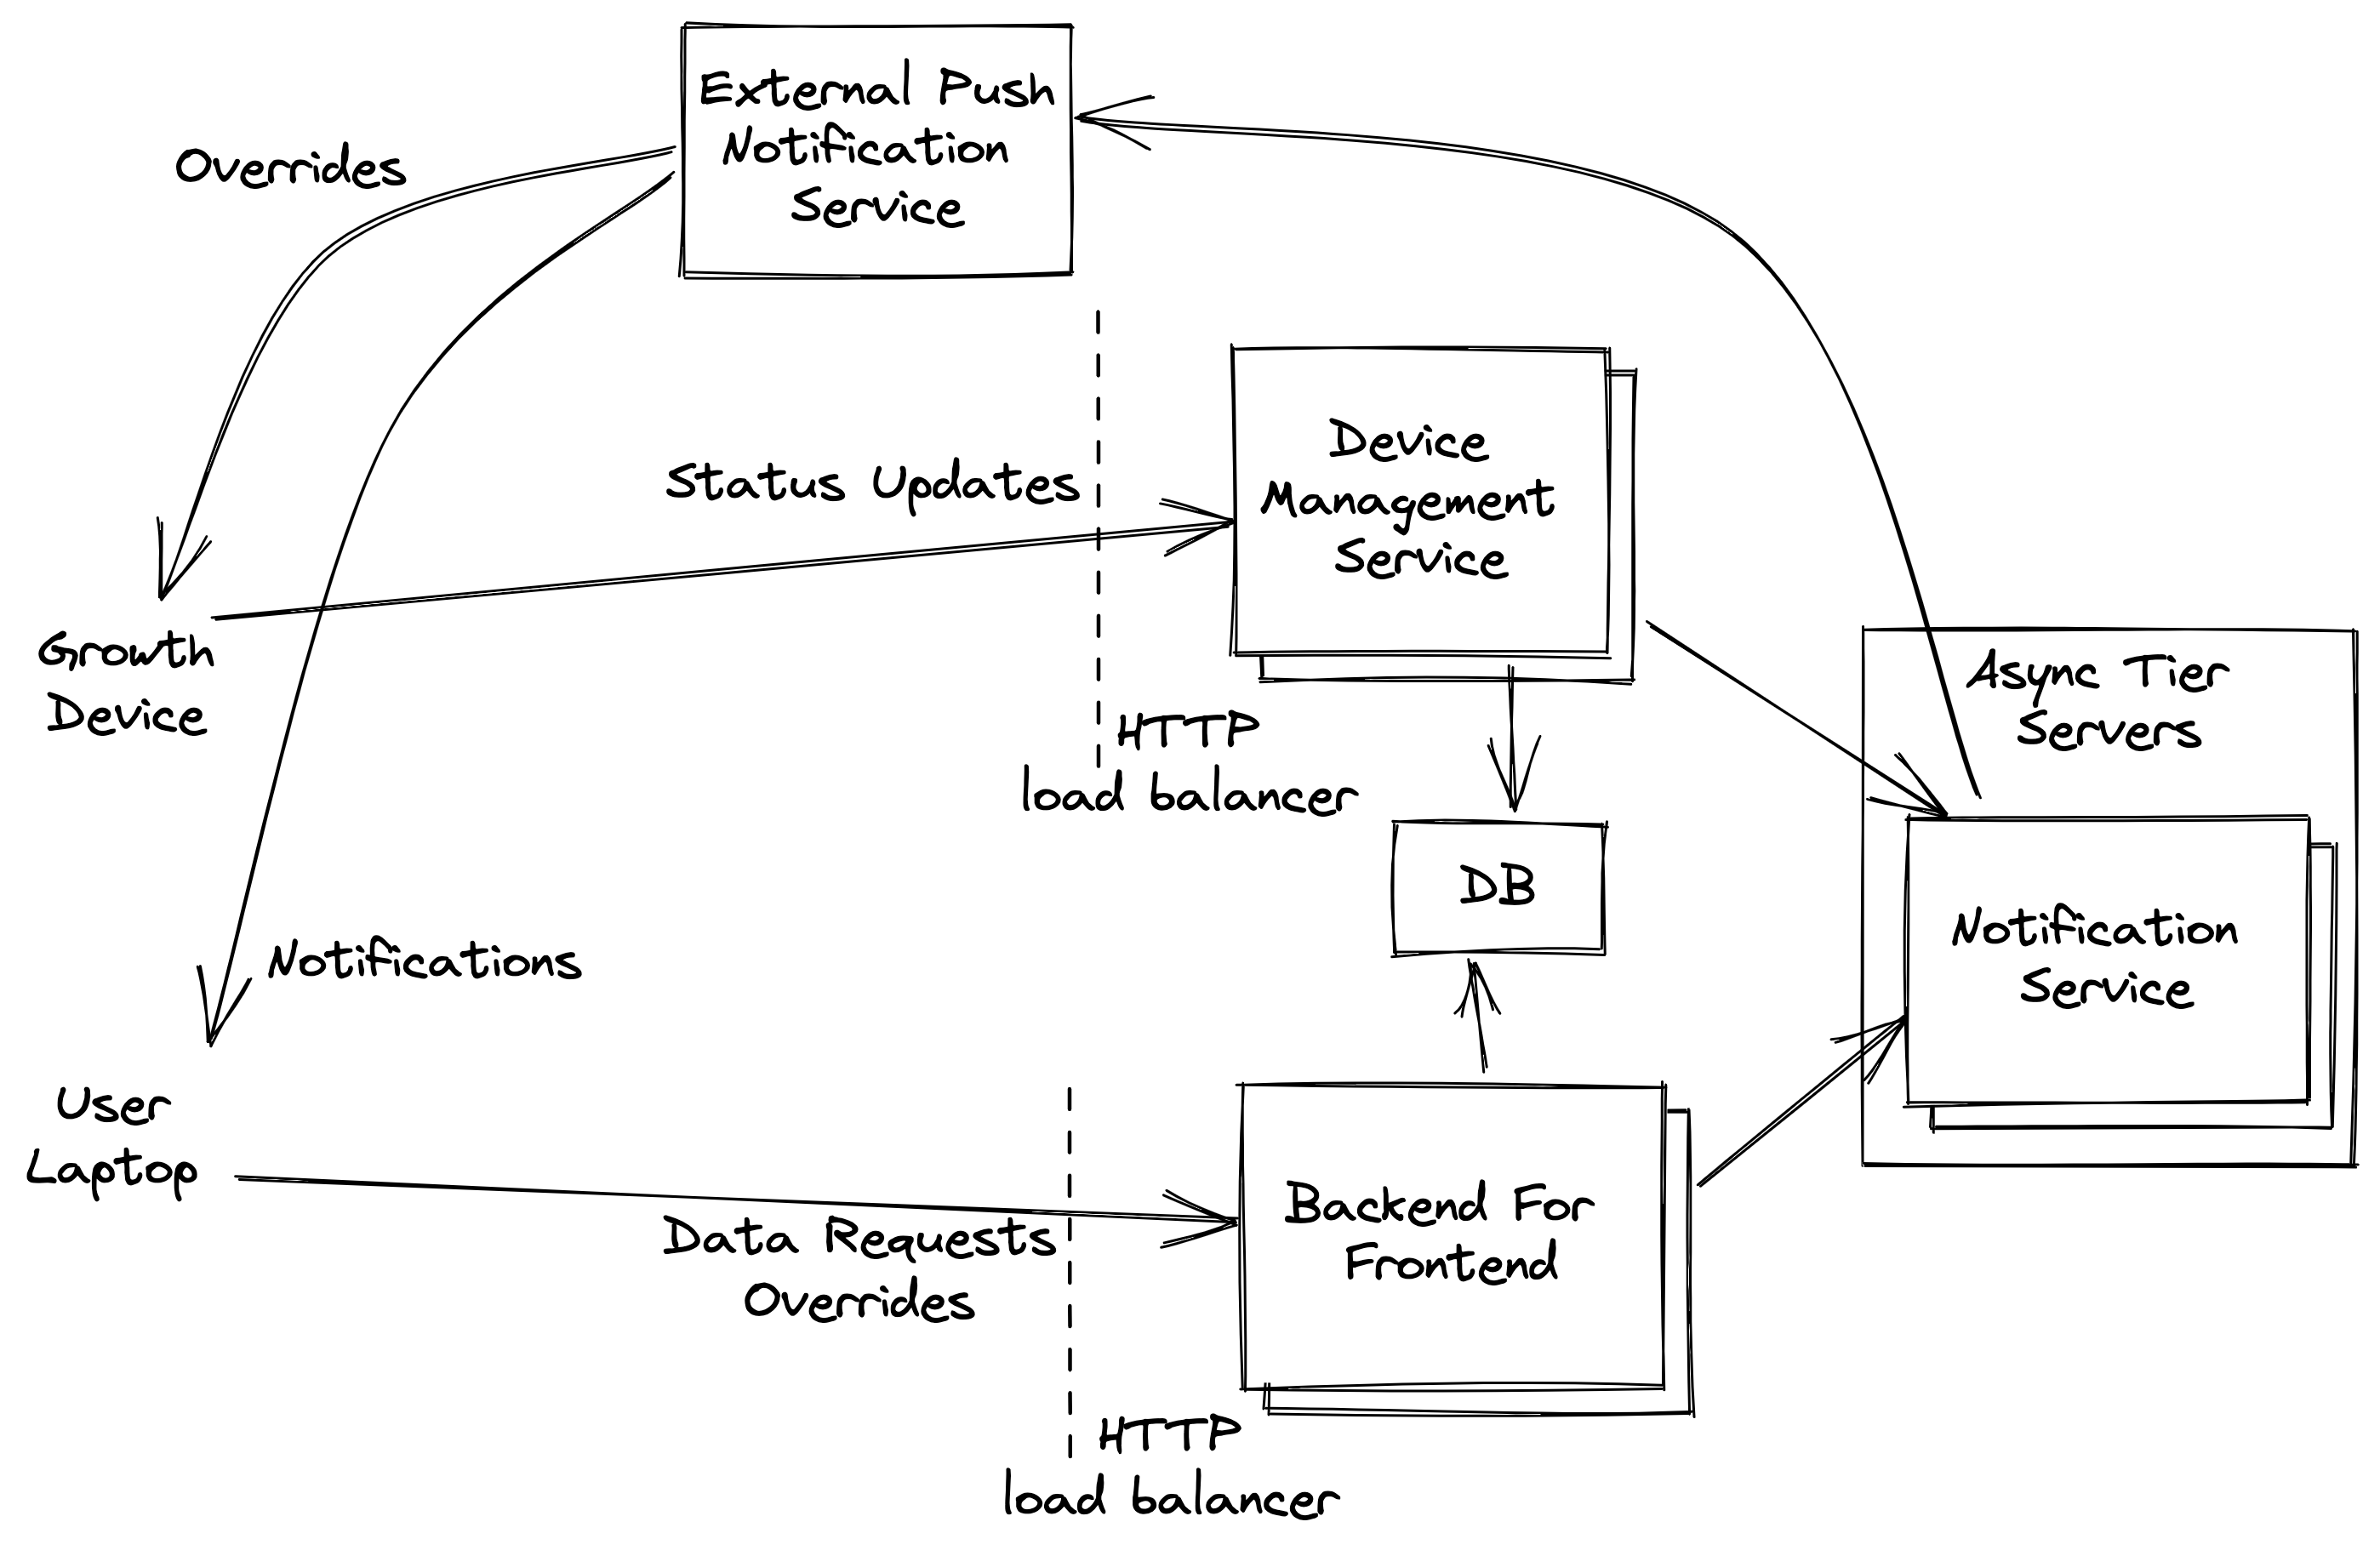 External Push
Notification
Service
Overrides
Device
Management
Service
Status Updates
Growth
Device
Async Tier
Servers
HTTP
load balancer
DB
Notification
Service
Notifications
User
Laptop
Backend For
Frontend
Data Requests
Overrides
HTTP
load balancer